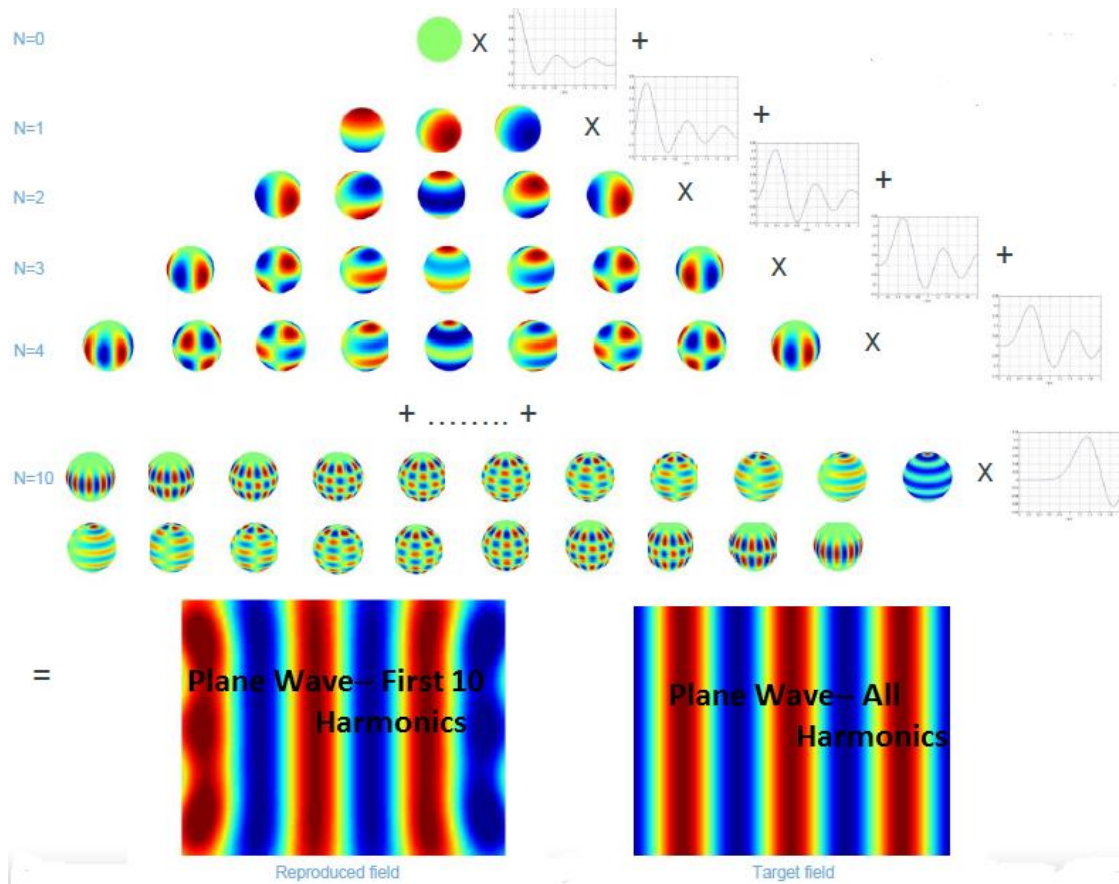 N=0
X
+
N=1
X
+
N=2
X
+
N=3
X
+
N=4
X
+ ........ +
N=10
X
=
Plane Wave– First 10
Harmonics
Plane Wave– All
Harmonics
Reproduced field
Target field